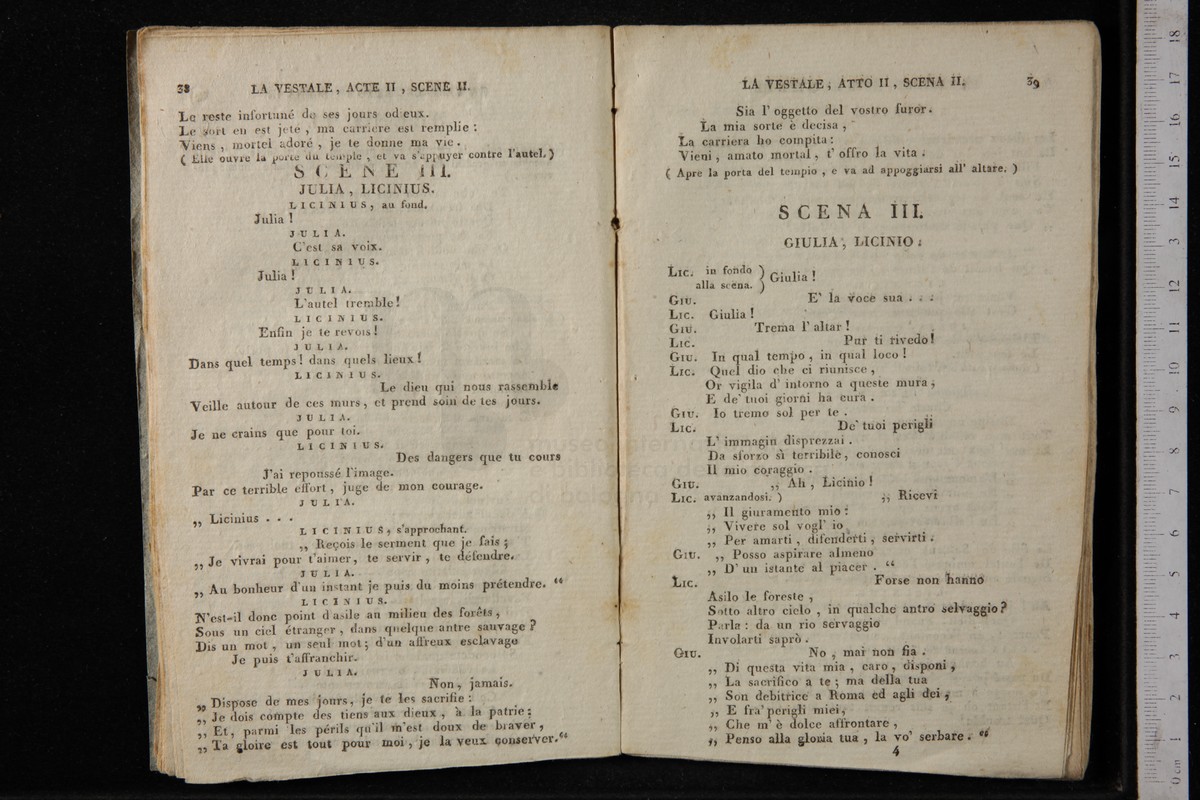 38 LA VESTALE, ACTE II, SCENE II.
Le reste infortuné de ses jours odieux.
Le sort en est jeté, ma carriere est remplie :
Viens, mortel adoré, je te donne ma vie.
( Elle ouvre la porte du temple, et va s'appuyer contre l'autel. )
SCENE III.
JULIA, LICINIUS.
LICINIUS, au fond.
Julia !
JULIA.
C'est sa voix.
LICINIUS.
Julia !
JULIA.
L'autel tremble !
LICINIUS.
Enfin je te revois !
JULIA.
Dans quel temps ! dans quels lieux !
LICINIUS.
Le dieu qui nous rassemble
Veille autour de ces murs, et prend soin de tes jours.
JULIA.
Je ne crains que pour toi.
LICINIUS.
Des dangers que tu cours
J'ai repoussé l'image.
Par ce terrible effort, juge de mon courage.
JULIA.
„ Licinius . . .
LICINIUS, s'approchant.
„ Reçois le serment que je fais ;
„ Je vivrai pour t'aimer, te servir, te défendre.
JULIA.
„ Au bonheur d'un instant je puis du moins prétendre. “
LICINIUS.
N'est-il donc point d'asile au milieu des forêts,
Sous un ciel étranger, dans quelque antre sauvage ?
Dis un mot, un seul mot ; d'un affreux esclavage
Je puis t'affranchir.
JULIA.
Non, jamais.
„ Dispose de mes jours, je te les sacrifie :
„ Je dois compte des tiens aux dieux, à la patrie ;
„ Et, parmi les périls qu'il m'est doux de braver,
„ Ta gloire est tout pour moi, je la veux conserver. “
LA VESTALE, ATTO II, SCENA II. 39
Sia l' oggetto del vostro furor.
La mia sorte è decisa,
La carriera ho compita :
Vieni, amato mortal, t' offro la vita.
( Apre la porta del tempio, e va ad appoggiarsi all' altare. )
SCENA III.
GIULIA, LICINIO.
LIC. in fondo alla scena. } Giulia !
GIU. E' la voce sua . . .
LIC. Giulia !
GIU. Trema l' altar !
LIC. Pur ti rivedo !
GIU. In qual tempo, in qual loco !
LIC. Quel dio che ci riunisce,
Or vigila d' intorno a queste mura,
E de' tuoi giorni ha cura.
GIU. Io tremo sol per te.
LIC. De' tuoi perigli
L' immagin disprezzai.
Da sforzo sì terribile, conosci
Il mio coraggio.
GIU. „ Ah, Licinio !
LIC. avanzandosi. ) „ Ricevi
„ Il giuramento mio :
„ Vivere sol vogl' io
„ Per amarti, difenderti, servirti.
GIU. „ Posso aspirare almeno
„ D' un istante al piacer. “
LIC. Forse non hanno
Asilo le foreste,
Sotto altro cielo, in qualche antro selvaggio ?
Parla : da un rio servaggio
Involarti saprò.
GIU. No, mai non fia.
„ Di questa vita mia, caro, disponi,
„ La sacrifico a te ; ma della tua
„ Son debitrice a Roma ed agli dei,
„ E fra' perigli miei,
„ Che m' è dolce affrontare,
„ Penso alla gloria tua, la vo' serbare. “
4